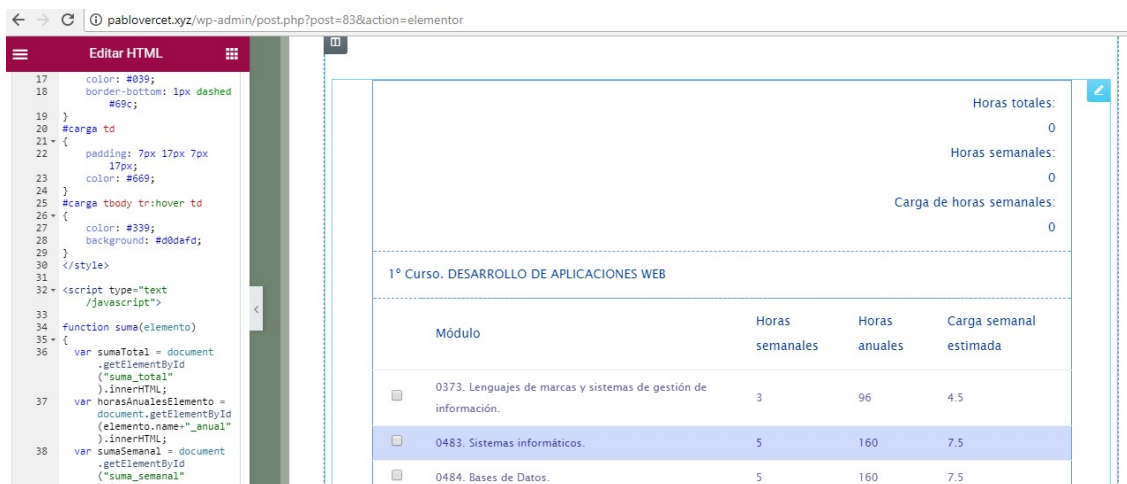 pablovercet.xyz/wp-admin/post.php?post=83&action=elementor
Editar HTML
17 color: #039;
18 border-bottom: 1px dashed
#69c;
19 }
20 #carga td
21 {
22 padding: 7px 17px 7px
17px;
23 color: #669;
24 }
25 #carga tbody tr:hover td
26 {
27 color: #339;
28 background: #d0dafd;
29 }
30 </style>
31
32 <script type="text
/javascript">
33
34 function suma(elemento)
35 {
36 var sumaTotal = document
.getElementById
("suma_total"
).innerHTML;
37 var horasAnualesElemento =
document.getElementById
(elemento.name+"_anual"
).innerHTML;
38 var sumaSemanal = document
.getElementById
("suma_semanal"
Horas totales:
0
Horas semanales:
0
Carga de horas semanales:
0
1º Curso. DESARROLLO DE APLICACIONES WEB
Módulo
Horas
semanales
Horas
anuales
Carga semanal
estimada
0373. Lenguajes de marcas y sistemas de gestión de
información.
3 96 4.5
0483. Sistemas informáticos. 5 160 7.5
0484. Bases de Datos. 5 160 7.5